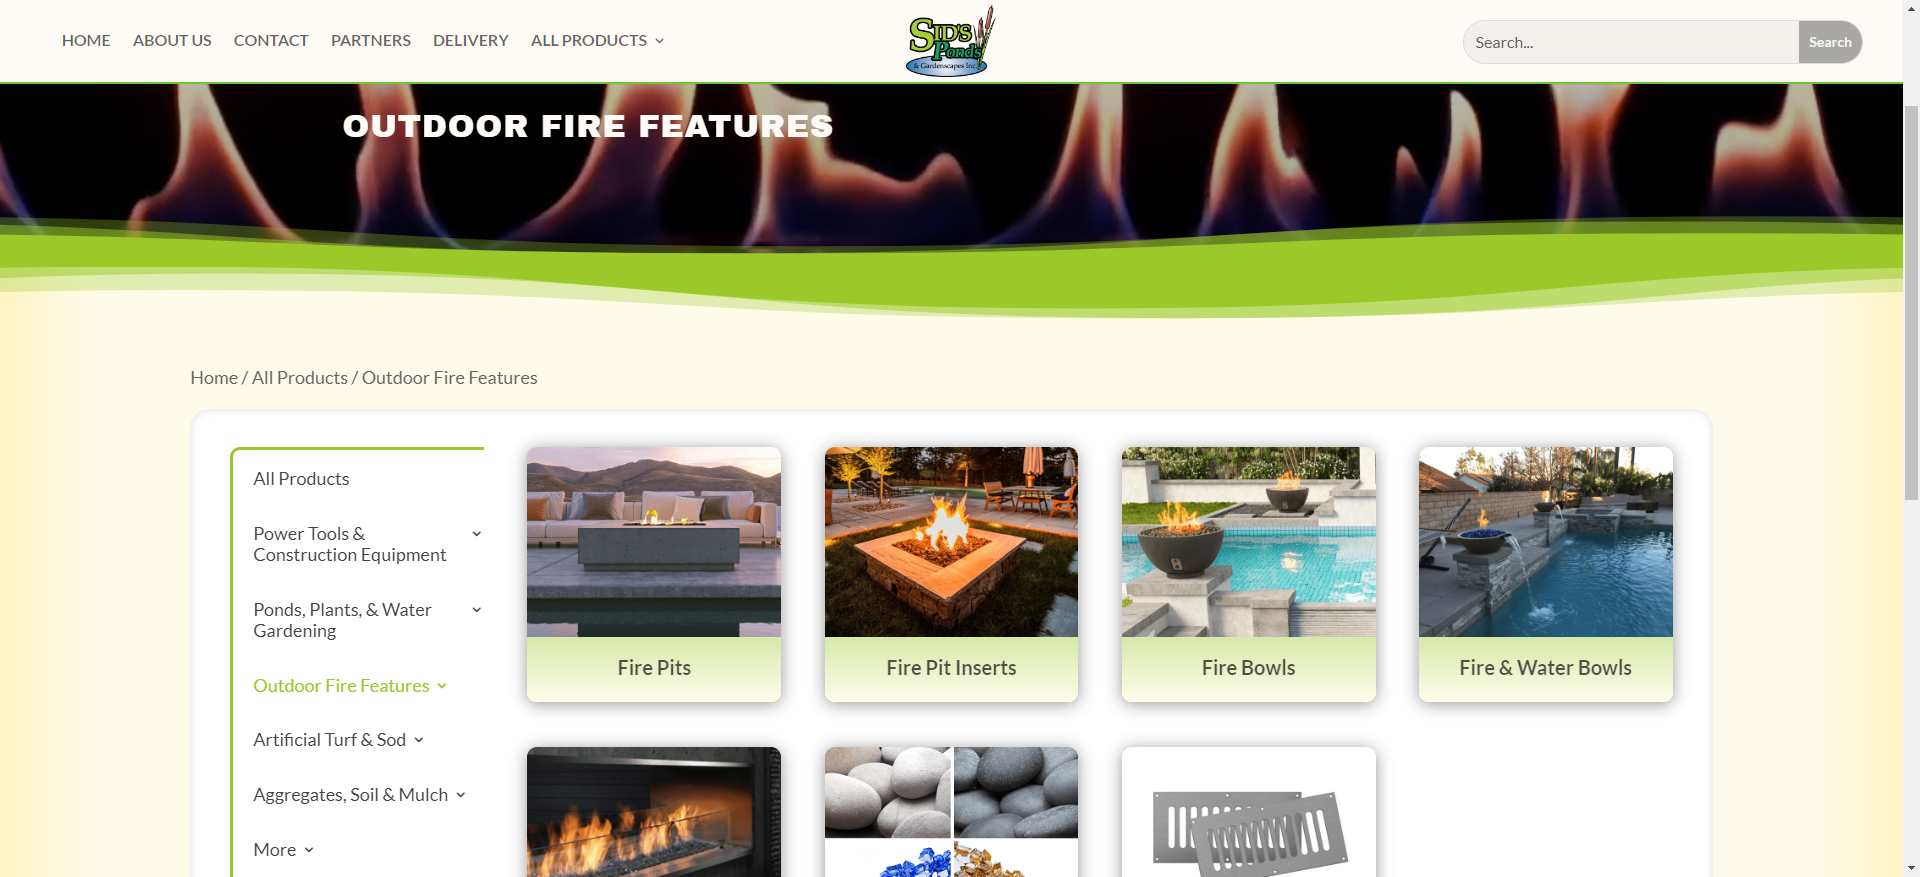 HOME
ABOUT US
CONTACT
PARTNERS
DELIVERY
ALL PRODUCTS
SID'S
Ponds
& Gardenscapes Inc.
Search...
Search
OUTDOOR FIRE FEATURES
Home / All Products / Outdoor Fire Features
All Products
Power Tools &
Construction Equipment
Ponds, Plants, & Water
Gardening
Outdoor Fire Features
Artificial Turf & Sod
Aggregates, Soil & Mulch
More
Fire Pits
Fire Pit Inserts
Fire Bowls
Fire & Water Bowls